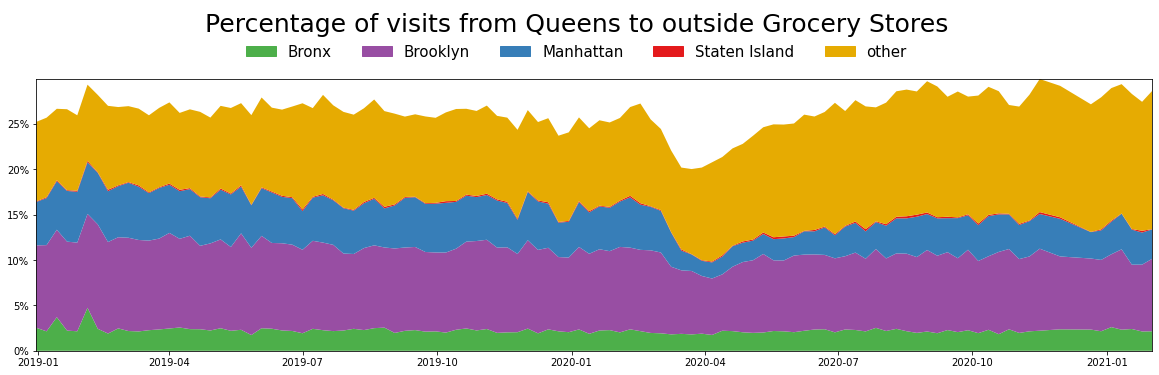 Percentage of visits from Queens to outside Grocery Stores
Bronx Brooklyn Manhattan Staten Island other
25%
20%
15%
10%
5%
0%
2019-01 2019-04 2019-07 2019-10 2020-01 2020-04 2020-07 2020-10 2021-01